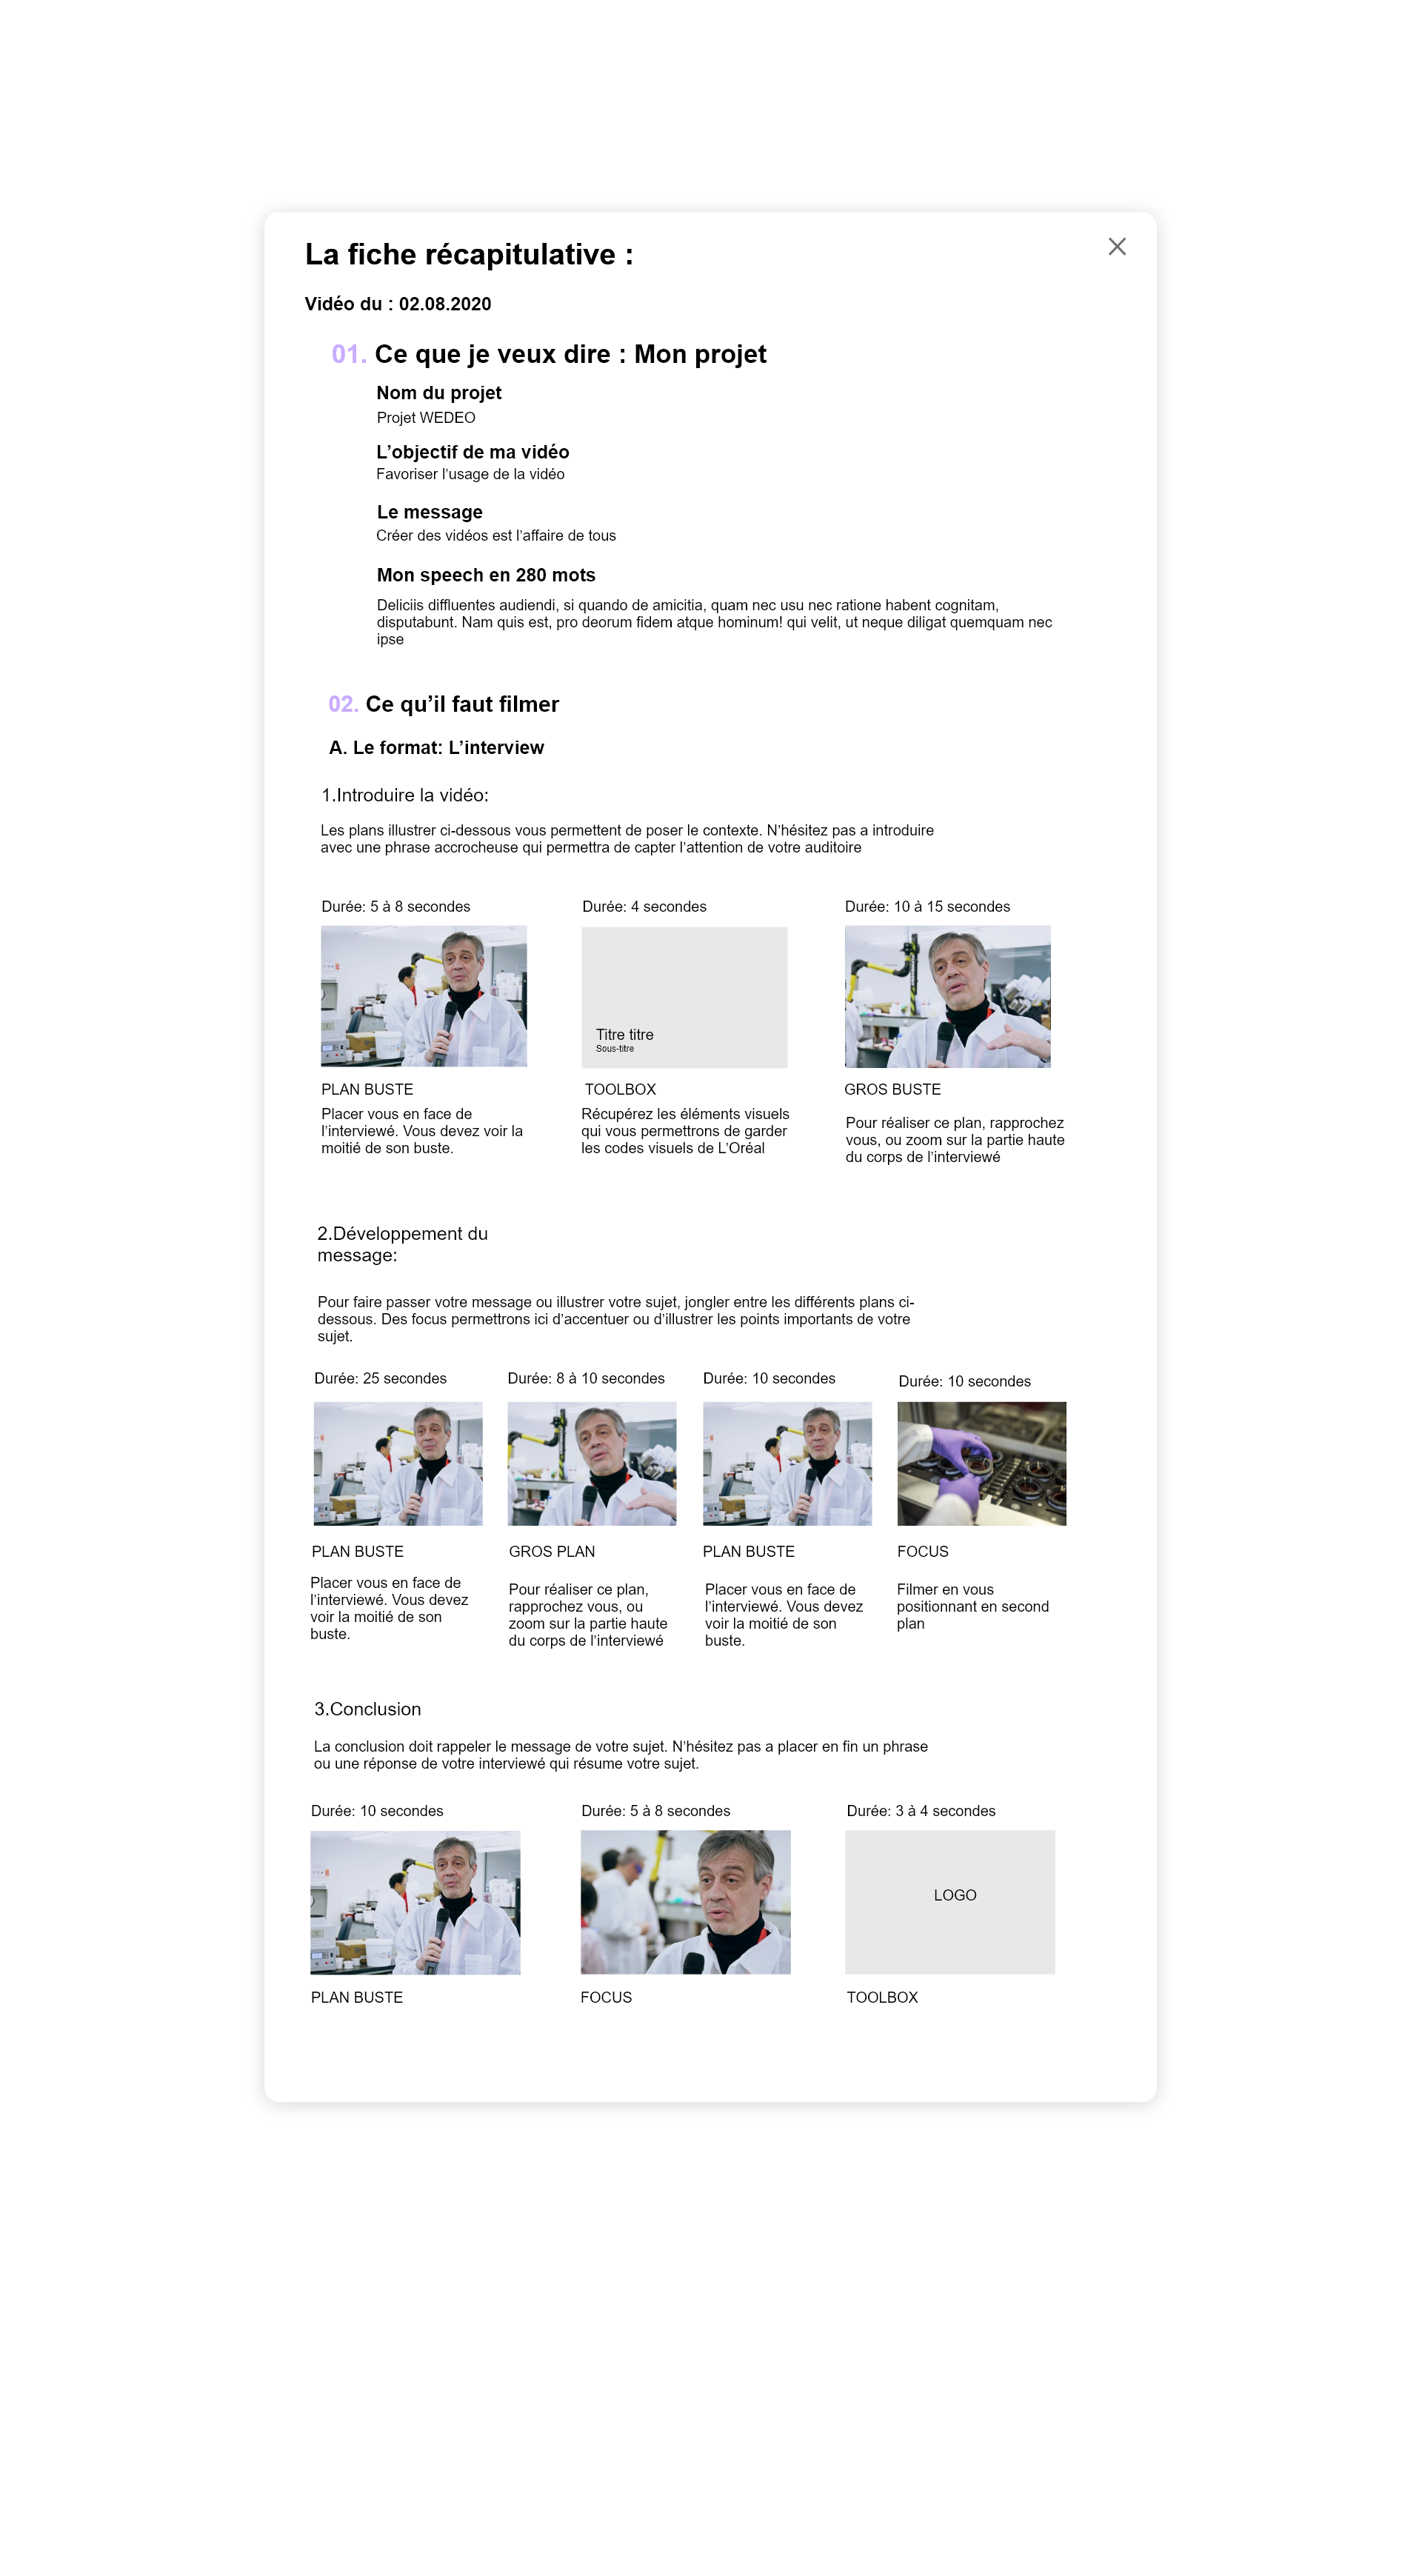 La fiche récapitulative :
Vidéo du : 02.08.2020
01. Ce que je veux dire : Mon projet
Nom du projet
Projet WEDEO
L’objectif de ma vidéo
Favoriser l’usage de la vidéo
Le message
Créer des vidéos est l’affaire de tous
Mon speech en 280 mots
Deliciis diffluentes audiendi, si quando de amicitia, quam nec usu nec ratione habent cognitam,
disputabunt. Nam quis est, pro deorum fidem atque hominum! qui velit, ut neque diligat quemquam nec
ipse
02. Ce qu’il faut filmer
A. Le format: L’interview
1.Introduire la vidéo:
Les plans illustrer ci-dessous vous permettent de poser le contexte. N’hésitez pas a introduire
avec une phrase accrocheuse qui permettra de capter l’attention de votre auditoire
Durée: 5 à 8 secondes
PLAN BUSTE
Placer vous en face de
l’interviewé. Vous devez voir la
moitié de son buste.
Durée: 4 secondes
Titre titre
Sous-titre
TOOLBOX
Récupérez les éléments visuels
qui vous permettrons de garder
les codes visuels de L’Oréal
Durée: 10 à 15 secondes
GROS BUSTE
Pour réaliser ce plan, rapprochez
vous, ou zoom sur la partie haute
du corps de l’interviewé
2.Développement du
message:
Pour faire passer votre message ou illustrer votre sujet, jongler entre les différents plans ci-
dessous. Des focus permettrons ici d’accentuer ou d’illustrer les points importants de votre
sujet.
Durée: 25 secondes
PLAN BUSTE
Placer vous en face de
l’interviewé. Vous devez
voir la moitié de son
buste.
Durée: 8 à 10 secondes
GROS PLAN
Pour réaliser ce plan,
rapprochez vous, ou
zoom sur la partie haute
du corps de l’interviewé
Durée: 10 secondes
PLAN BUSTE
Placer vous en face de
l’interviewé. Vous devez
voir la moitié de son
buste.
Durée: 10 secondes
FOCUS
Filmer en vous
positionnant en second
plan
3.Conclusion
La conclusion doit rappeler le message de votre sujet. N’hésitez pas a placer en fin un phrase
ou une réponse de votre interviewé qui résume votre sujet.
Durée: 10 secondes
PLAN BUSTE
Durée: 5 à 8 secondes
FOCUS
Durée: 3 à 4 secondes
LOGO
TOOLBOX